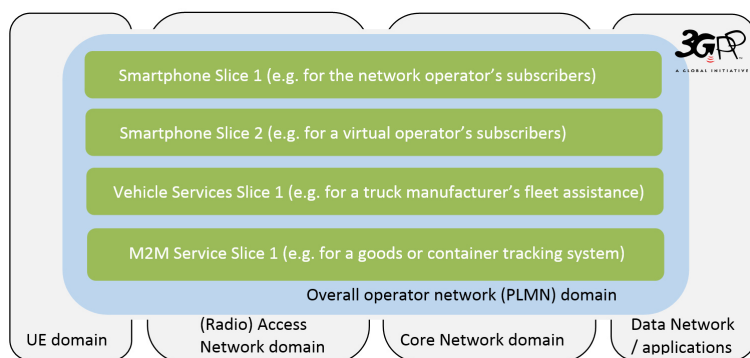 3GPP
A GLOBAL INITIATIVE
Smartphone Slice 1 (e.g. for the network operator’s subscribers)
Smartphone Slice 2 (e.g. for a virtual operator’s subscribers)
Vehicle Services Slice 1 (e.g. for a truck manufacturer’s fleet assistance)
M2M Service Slice 1 (e.g. for a goods or container tracking system)
Overall operator network (PLMN) domain
UE domain
(Radio) Access
Network domain
Core Network domain
Data Network
/ applications